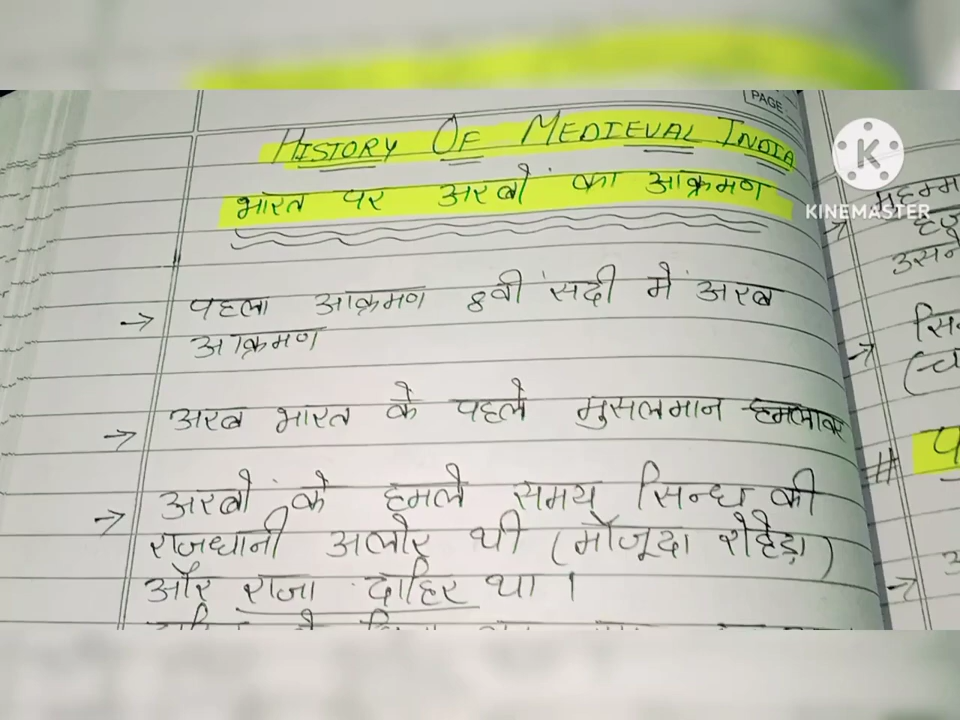 PAGE
HISTORY OF MEDIEVAL INDIA
भारत पर अरबों का आक्रमण
KINEMASTER
→ पहला आक्रमण 8वीं सदी में अरब
आक्रमण
→ अरब भारत के पहले मुसलमान हमलावर
→ अरबों के हमले समय सिन्ध की
राजधानी अलोर थी (मौजूदा रोहेड़ा)
और राजा दाहिर था।
उसने
#